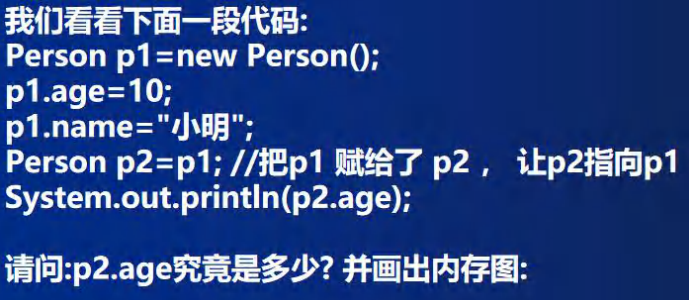 我们看看下面一段代码:
Person p1=new Person();
p1.age=10;
p1.name="小明";
Person p2=p1; //把p1 赋给了 p2 ， 让p2指向p1
System.out.println(p2.age);
请问:p2.age究竟是多少? 并画出内存图: